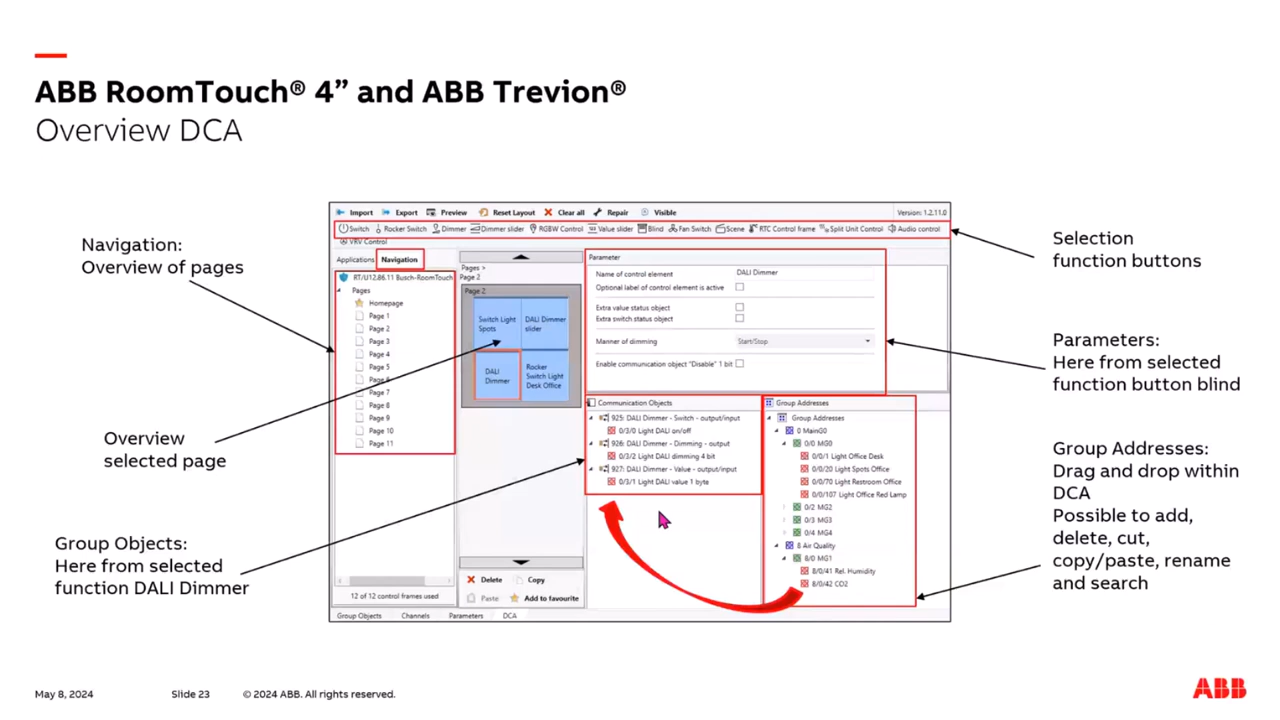 ABB RoomTouch® 4” and ABB Trevion®
Overview DCA
Navigation:
Overview of pages
Overview
selected page
Group Objects:
Here from selected
function DALI Dimmer
Import Export Preview Reset Layout Clear all Repair Visible Version: 1.2.11.0
Switch Rocker Switch Dimmer Dimmer slider RGBW Control Value slider Blind Fan Switch Scene RTC Control frame Split Unit Control Audio control
VRV Control
Applications Navigation
RT/U12.86.11 Busch-RoomTouch
Pages
Homepage
Page 1
Page 2
Page 3
Page 4
Page 5
Page 6
Page 7
Page 8
Page 9
Page 10
Page 11
12 of 12 control frames used
Pages >
Page 2
Page 2
Switch Light
Spots
DALI Dimmer
slider
DALI
Dimmer
Rocker
Switch Light
Desk Office
Delete Copy
Paste Add to favourite
Parameter
Name of control element DALI Dimmer
Optional label of control element is active
Extra value status object
Extra switch status object
Manner of dimming Start/Stop
Enable communication object "Disable" 1 bit
Communication Objects
925: DALI Dimmer - Switch - output/input
0/3/0 Light DALI on/off
926: DALI Dimmer - Dimming - output
0/3/2 Light DALI dimming 4 bit
927: DALI Dimmer - Value - output/input
0/3/1 Light DALI value 1 byte
Group Addresses
Group Addresses
0 MainG0
0/0 MG0
0/0/1 Light Office Desk
0/0/20 Light Spots Office
0/0/70 Light Restroom Office
0/0/107 Light Office Red Lamp
0/2 MG2
0/3 MG3
0/4 MG4
8 Air Quality
8/0 MG1
8/0/41 Rel. Humidity
8/0/42 CO2
Group Objects Channels Parameters DCA
Selection
function buttons
Parameters:
Here from selected
function button blind
Group Addresses:
Drag and drop within
DCA
Possible to add,
delete, cut,
copy/paste, rename
and search
May 8, 2024 Slide 23 © 2024 ABB. All rights reserved.
ABB